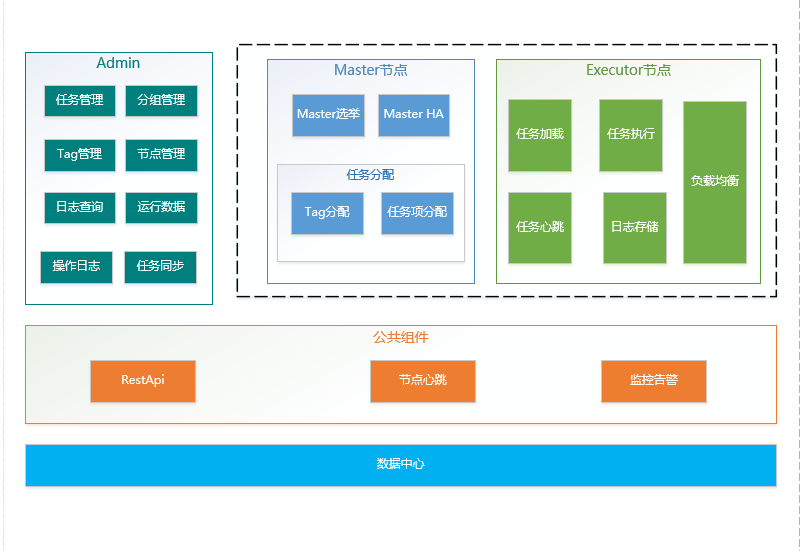 Admin
任务管理
分组管理
Tag管理
节点管理
日志查询
运行数据
操作日志
任务同步
Master节点
Master选举
Master HA
任务分配
Tag分配
任务项分配
Executor节点
任务加载
任务执行
任务心跳
日志存储
负载均衡
公共组件
RestApi
节点心跳
监控告警
数据中心